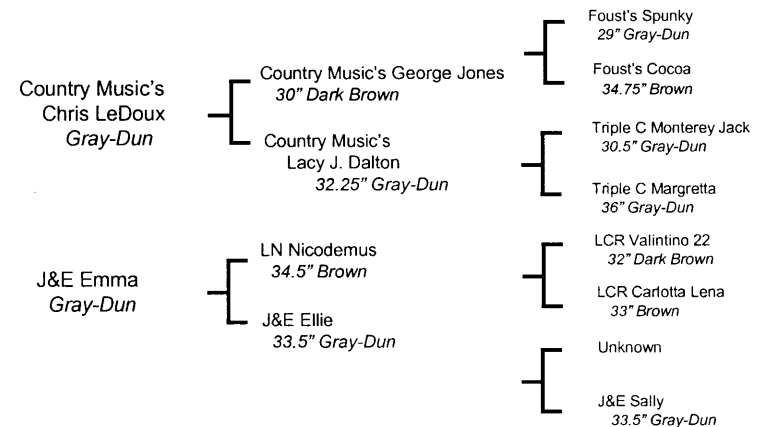 Country Music's
Chris LeDoux
Gray-Dun
Country Music's George Jones
30" Dark Brown
Country Music's
Lacy J. Dalton
32.25" Gray-Dun
Foust's Spunky
29" Gray-Dun
Foust's Cocoa
34.75" Brown
Triple C Monterey Jack
30.5" Gray-Dun
Triple C Margretta
36" Gray-Dun
J&E Emma
Gray-Dun
LN Nicodemus
34.5" Brown
J&E Ellie
33.5" Gray-Dun
LCR Valintino 22
32" Dark Brown
LCR Carlotta Lena
33" Brown
Unknown
J&E Sally
33.5" Gray-Dun